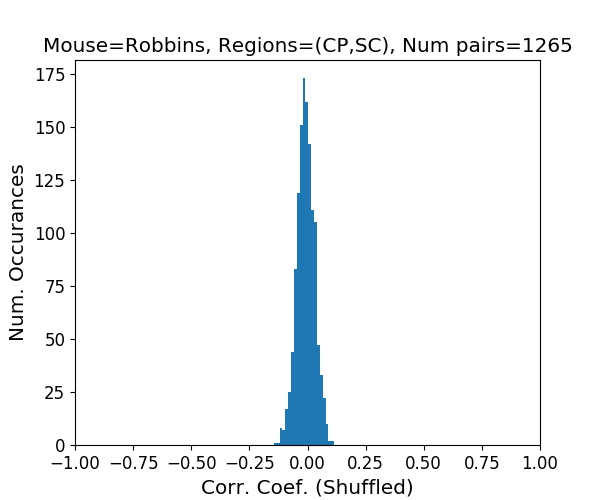 Mouse=Robbins, Regions=(CP,SC), Num pairs=1265
175
150
125
100
75
50
25
0
Num. Occurances
−1.00 −0.75 −0.50 −0.25 0.00 0.25 0.50 0.75 1.00
Corr. Coef. (Shuffled)